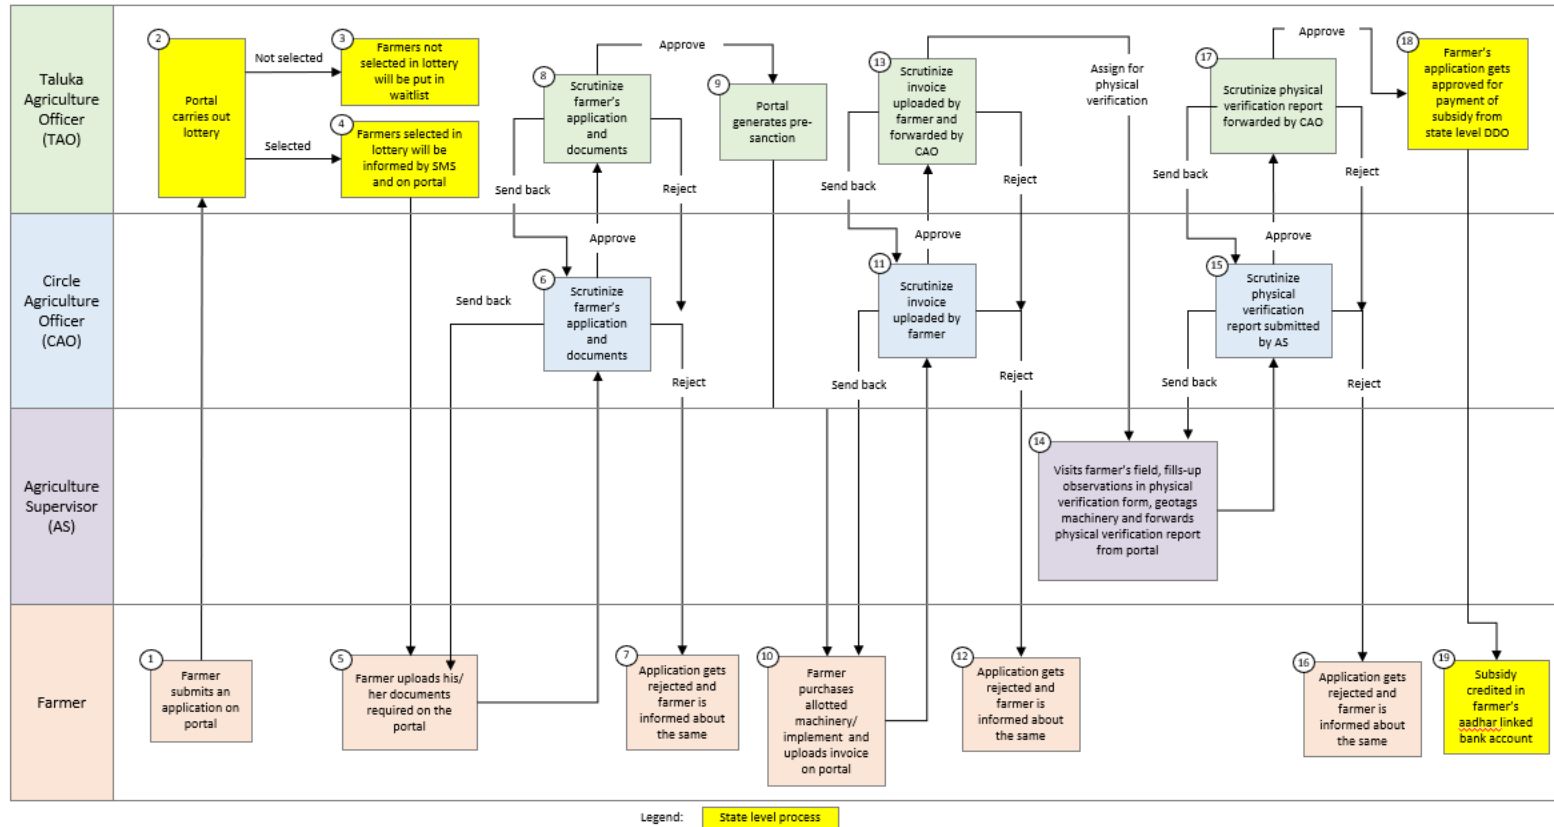 Taluka
Agriculture
Officer
(TAO)
Circle
Agriculture
Officer
(CAO)
Agriculture
Supervisor
(AS)
Farmer
1
Farmer
submits an
application on
portal
2
Portal
carries out
lottery
Not selected
Selected
3
Farmers not
selected in lottery
will be put in
waitlist
4
Farmers selected in
lottery will be
informed by SMS
and on portal
5
Farmer uploads his/
her documents
required on the
portal
6
Scrutinize
farmer's
application
and
documents
Send back
Approve
Reject
7
Application gets
rejected and
farmer is
informed about
the same
8
Scrutinize
farmer's
application
and
documents
Send back
Approve
Reject
9
Portal
generates pre-
sanction
10
Farmer
purchases
allotted
machinery/
implement and
uploads invoice
on portal
11
Scrutinize
invoice
uploaded by
farmer
Send back
Approve
Reject
12
Application gets
rejected and
farmer is
informed about
the same
13
Scrutinize
invoice
uploaded by
farmer and
forwarded by
CAO
Send back
Reject
Assign for
physical
verification
14
Visits farmer's field, fills-up
observations in physical
verification form, geotags
machinery and forwards
physical verification report
from portal
15
Scrutinize
physical
verification
report submitted
by AS
Send back
Approve
Reject
16
Application gets
rejected and
farmer is
informed about
the same
17
Scrutinize physical
verification report
forwarded by CAO
Send back
Approve
Reject
18
Farmer's
application gets
approved for
payment of
subsidy from
state level DDO
19
Subsidy
credited in
farmer's
aadhar linked
bank account
Legend:
State level process